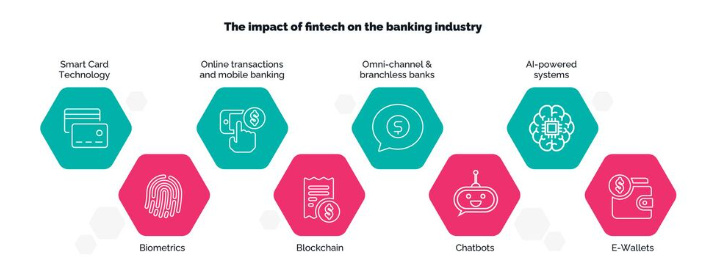 The impact of fintech on the banking industry
Smart Card
Technology
Online transactions
and mobile banking
Omni-channel &
branchless banks
AI-powered
systems
Biometrics
Blockchain
Chatbots
E-Wallets